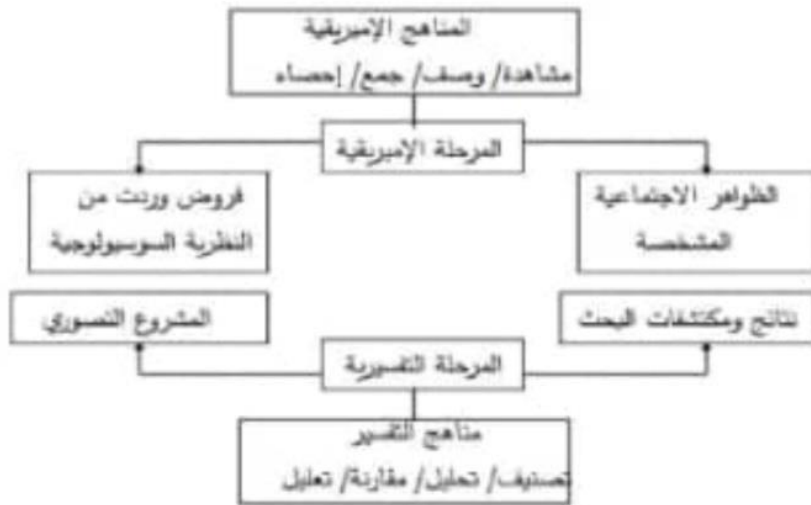 المناهج الإمبريقية
مشاهدة/ وصف/ جمع/ إحصاء
المرحلة الإمبريقية
الظواهر الاجتماعية
المشخصة
فروض وردت من
النظرية السوسيولوجية
نتائج ومكتشفات البحث
المشروع التصوري
المرحلة التفسيرية
مناهج التفسير
تصنيف/ تحليل/ مقارنة/ تعليل